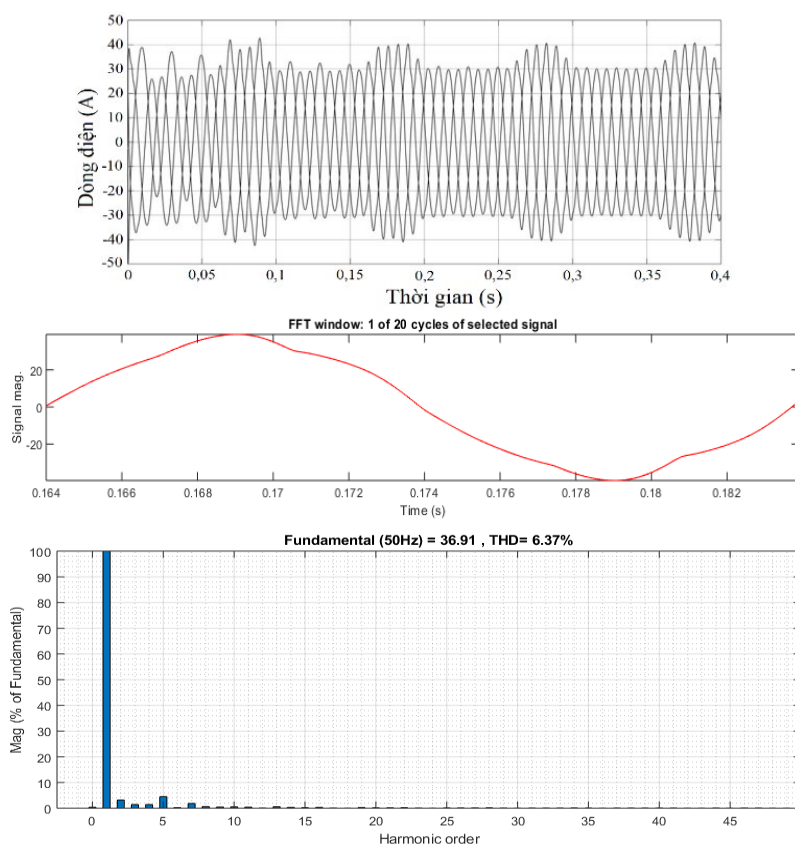 50
40
30
20
10
0
-10
-20
-30
-40
-50
Dòng điện (A)
0 0,05 0,1 0,15 0,2 0,25 0,3 0,35 0,4
Thời gian (s)
FFT window: 1 of 20 cycles of selected signal
20
0
-20
Signal mag.
0.164 0.166 0.168 0.17 0.172 0.174 0.176 0.178 0.18 0.182
Time (s)
Fundamental (50Hz) = 36.91 , THD= 6.37%
100
90
80
70
60
50
40
30
20
10
0
Mag (% of Fundamental)
0 5 10 15 20 25 30 35 40 45
Harmonic order